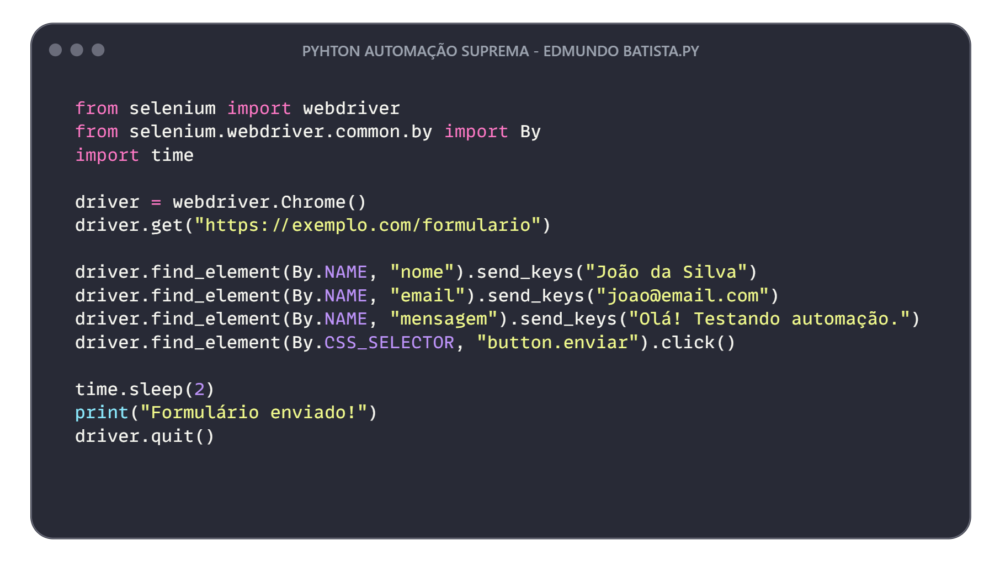 PYHTON AUTOMAÇÃO SUPREMA - EDMUNDO BATISTA.PY
from selenium import webdriver
from selenium.webdriver.common.by import By
import time
driver = webdriver.Chrome()
driver.get("https://exemplo.com/formulario")
driver.find_element(By.NAME, "nome").send_keys("João da Silva")
driver.find_element(By.NAME, "email").send_keys("joao@email.com")
driver.find_element(By.NAME, "mensagem").send_keys("Olá! Testando automação.")
driver.find_element(By.CSS_SELECTOR, "button.enviar").click()
time.sleep(2)
print("Formulário enviado!")
driver.quit()